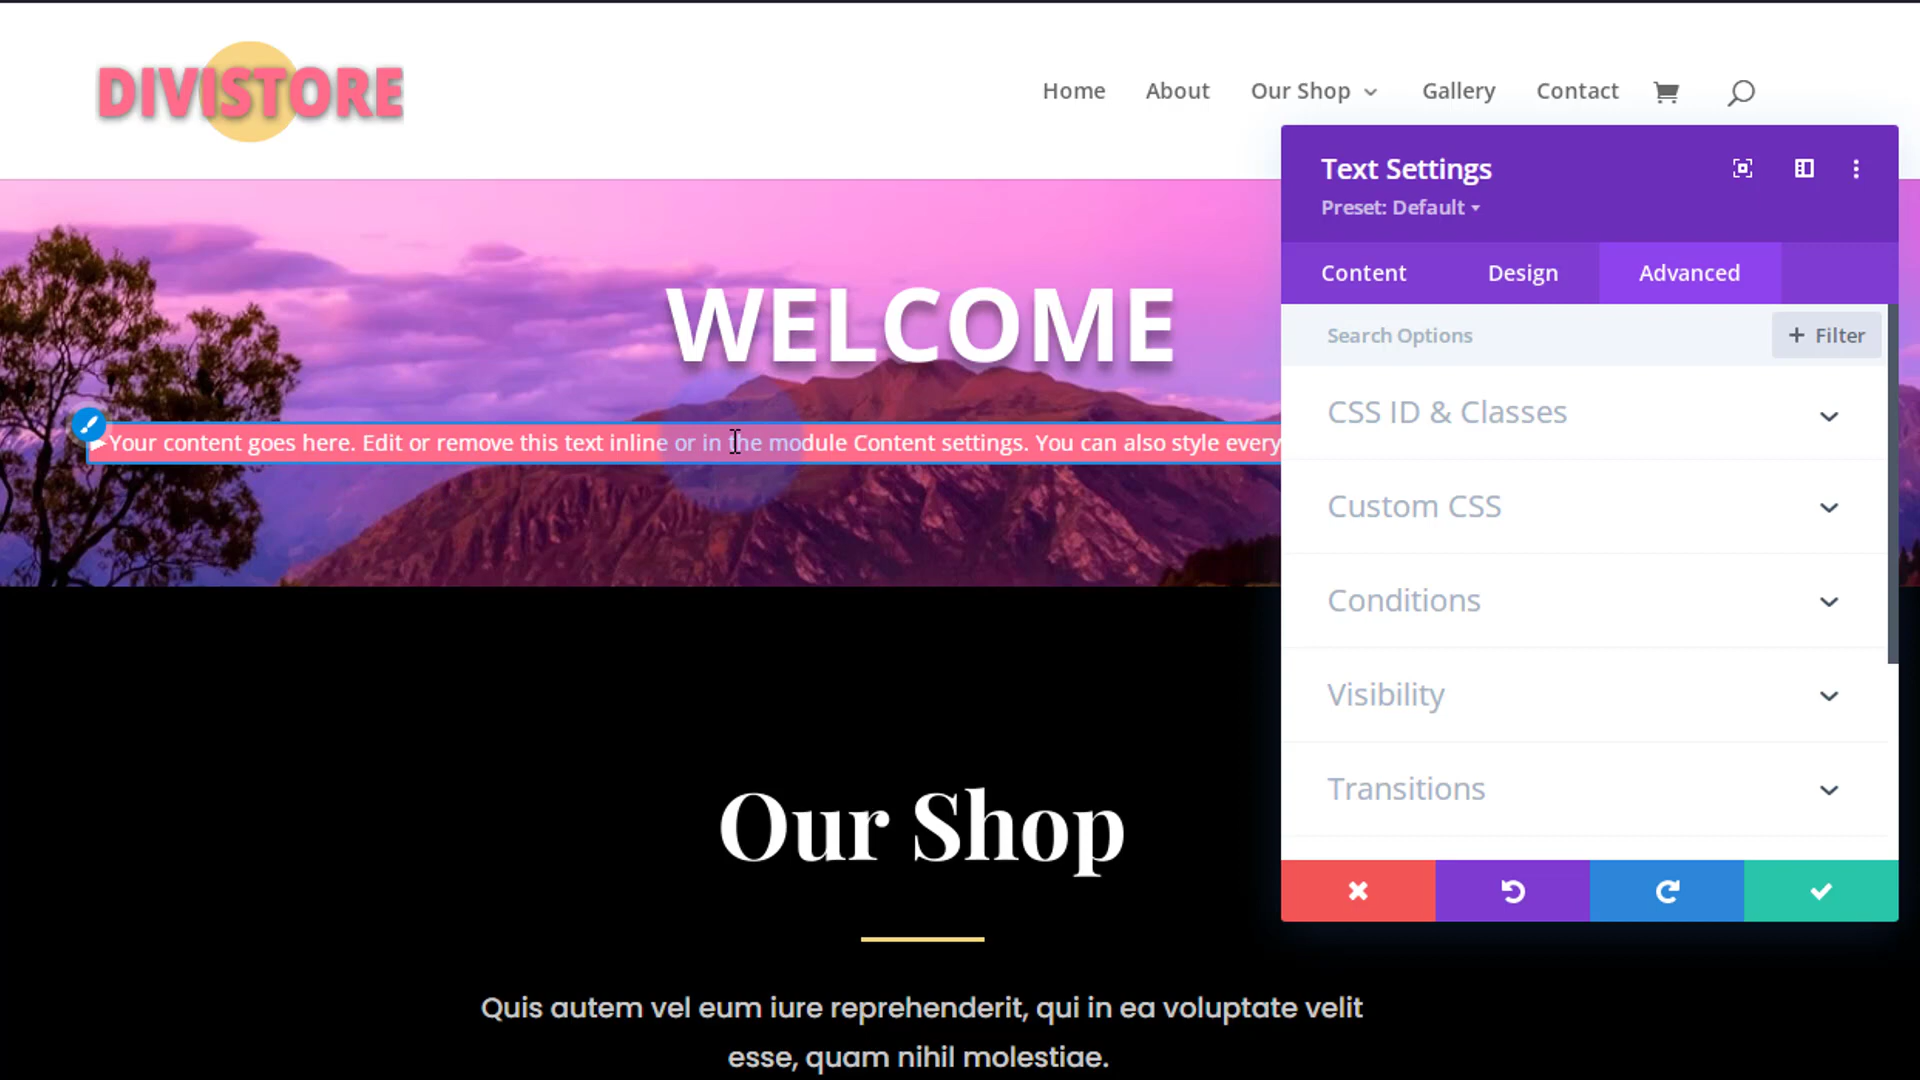 DIVISTORE
Home About Our Shop Gallery Contact
Text Settings
Preset: Default
Content Design Advanced
Search Options + Filter
WELCOME
Your content goes here. Edit or remove this text inline or in the module Content settings. You can also style every
CSS ID & Classes
Custom CSS
Conditions
Visibility
Transitions
Our Shop
Quis autem vel eum iure reprehenderit, qui in ea voluptate velit
esse, quam nihil molestiae.